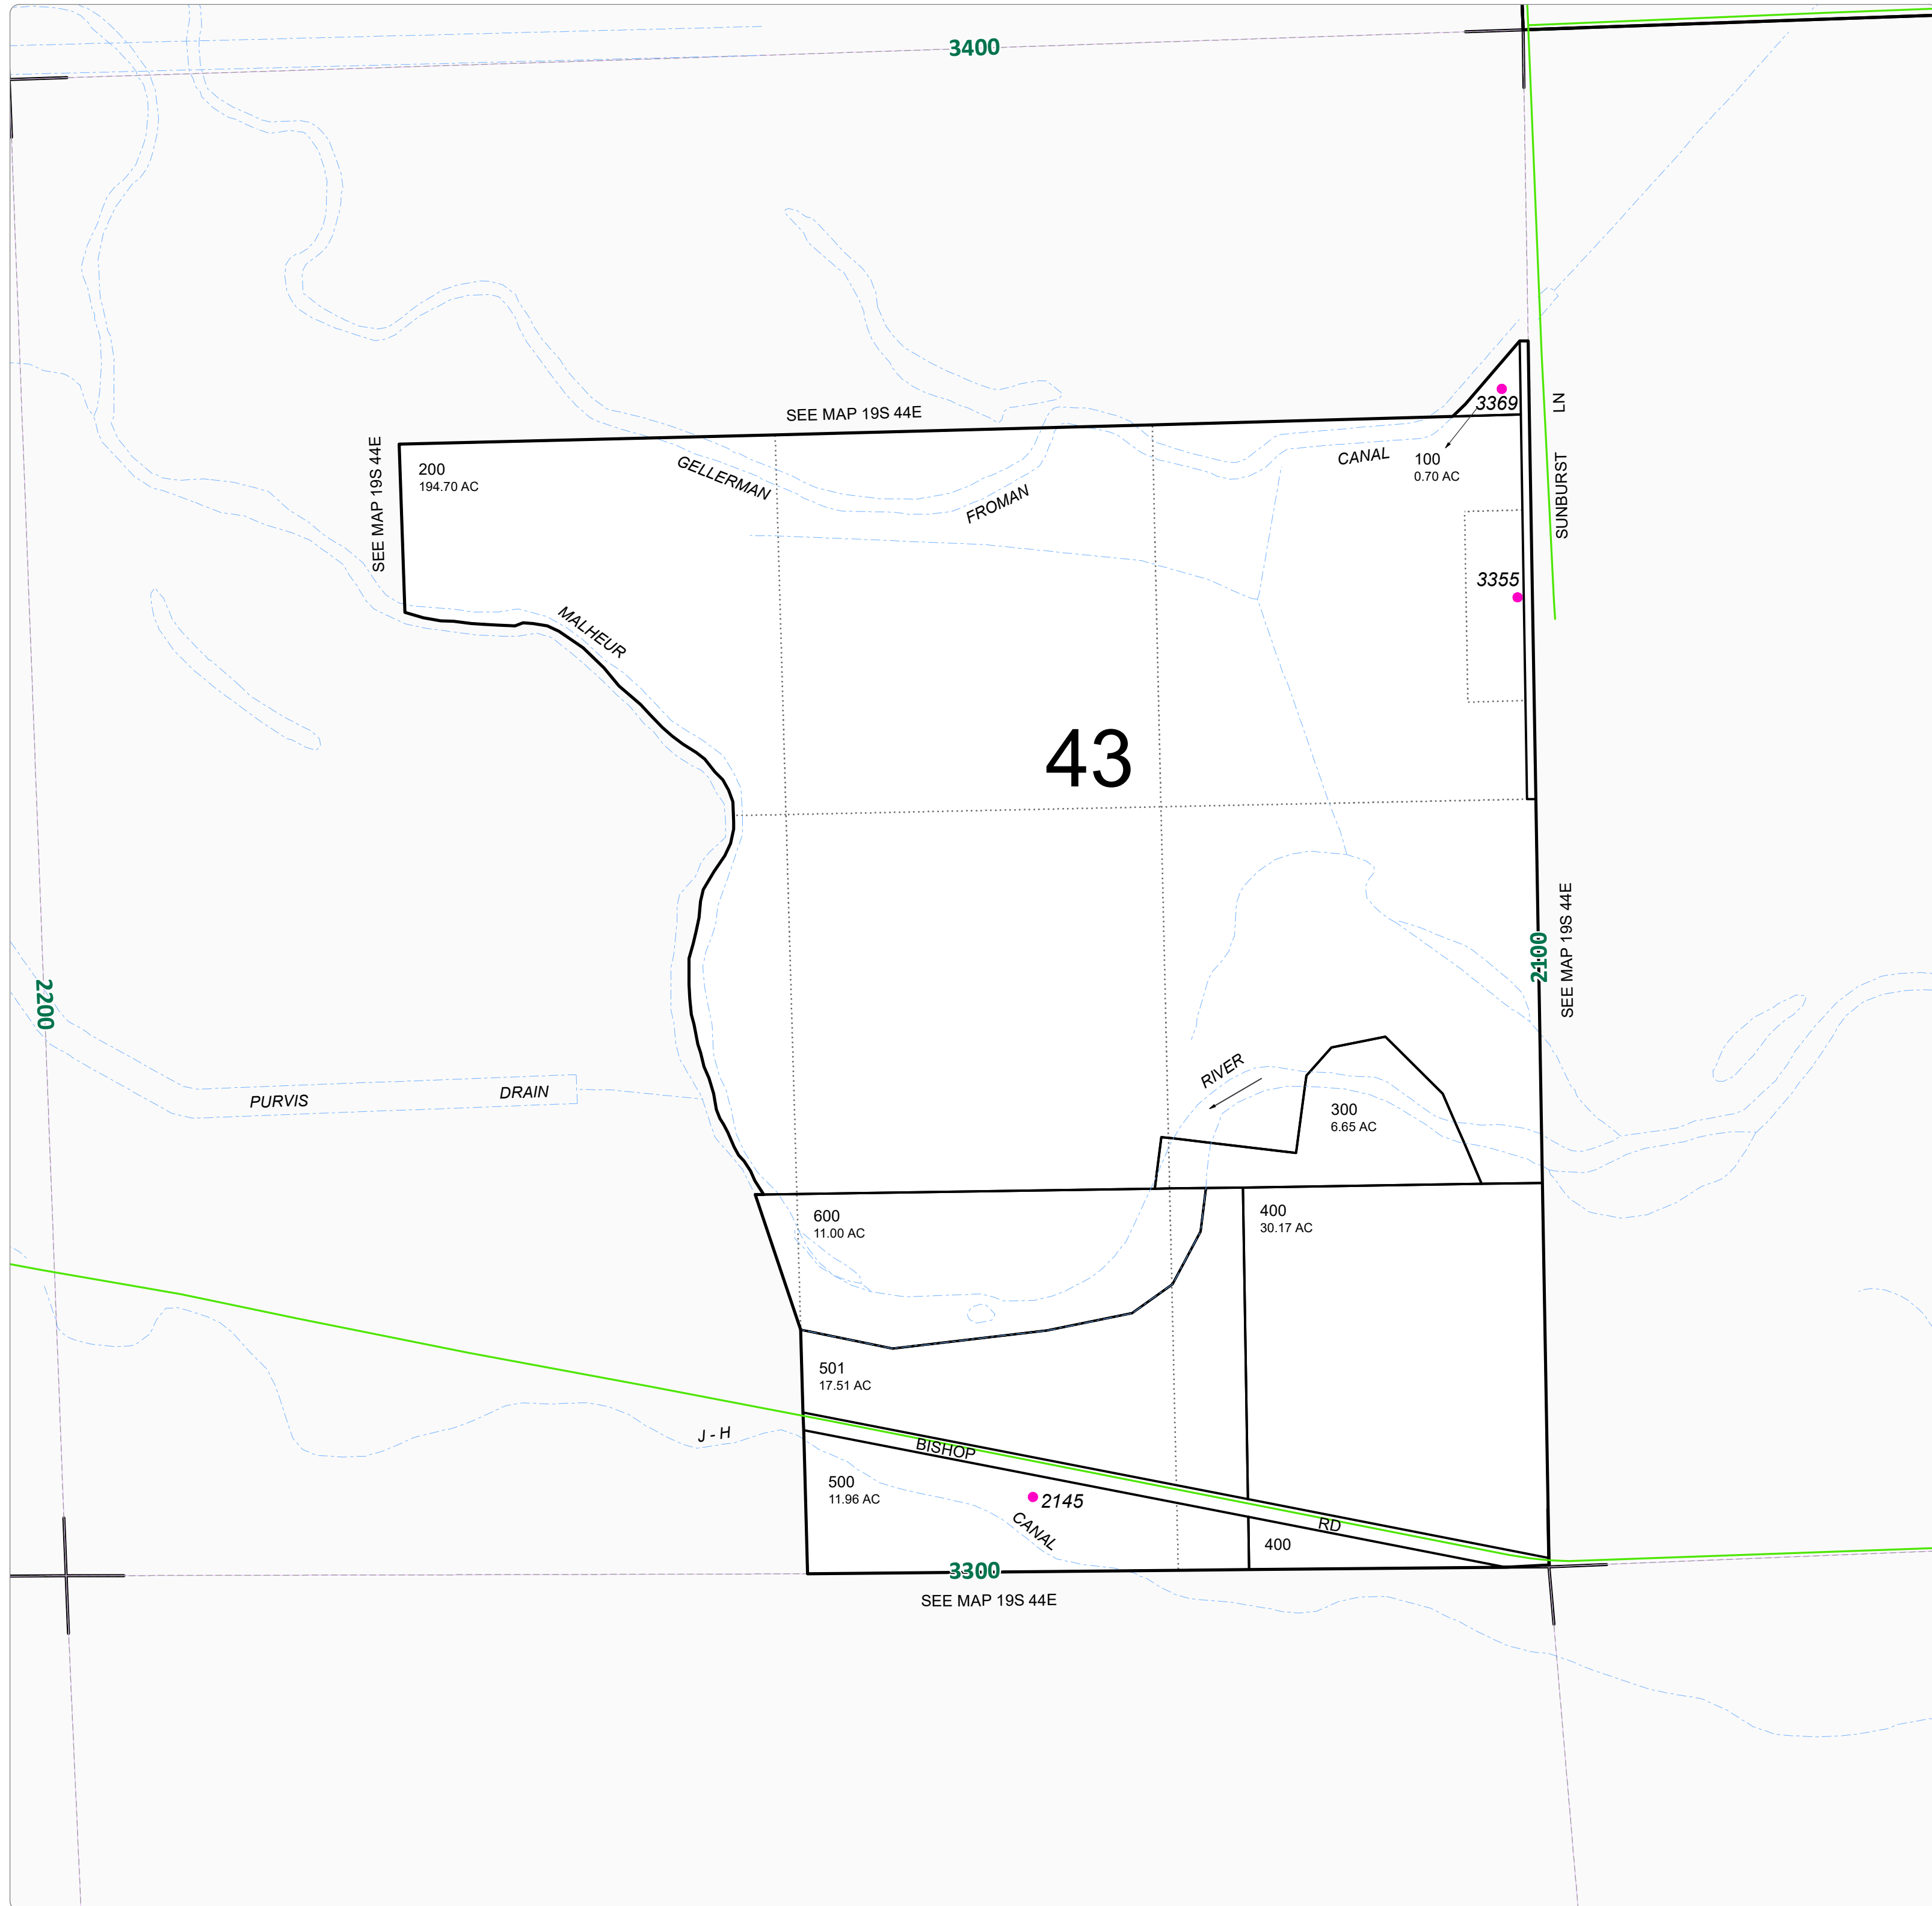 3400
SEE MAP 19S 44E
SEE MAP 19S 44E
200
194.70 AC
GELLERMAN
FROMAN
CANAL
3369
100
0.70 AC
SUNBURST LN
3355
MALHEUR
43
2100
SEE MAP 19S 44E
2200
PURVIS DRAIN
RIVER
300
6.65 AC
600
11.00 AC
400
30.17 AC
501
17.51 AC
J - H
BISHOP
500
11.96 AC
2145
CANAL
RD
400
3300
SEE MAP 19S 44E